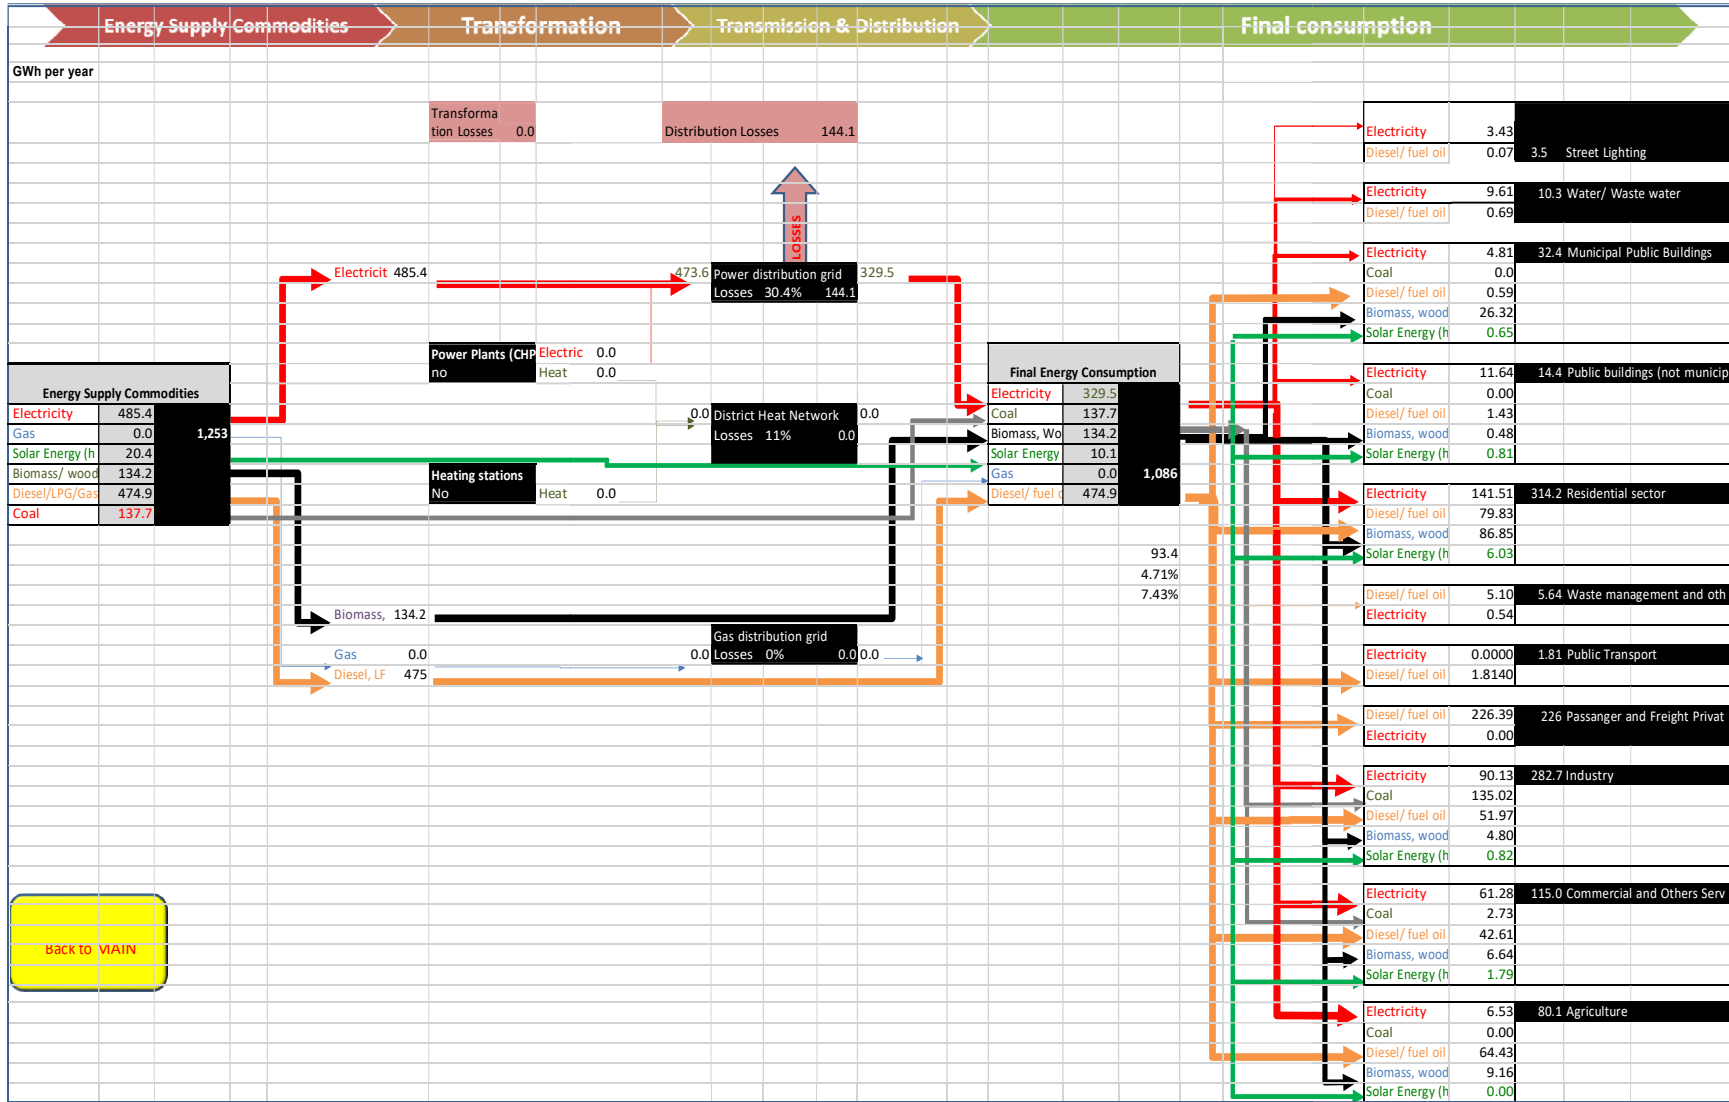 Energy Supply Commodities
Transformation
Transmission & Distribution
Final consumption
GWh per year
Transforma
tion Losses 0.0
Distribution Losses 144.1
LOSSES
Electricit 485.4
473.6 Power distribution grid 329.5
Losses 30.4% 144.1
Power Plants (CHP Electric 0.0
no Heat 0.0
0.0 District Heat Network 0.0
Losses 11% 0.0
Heating stations
No Heat 0.0
Energy Supply Commodities
Electricity 485.4
Gas 0.0 1,253
Solar Energy (h 20.4
Biomass/ wood 134.2
Diesel/LPG/Gas 474.9
Coal 137.7
Biomass, 134.2
Gas distribution grid
Gas 0.0 0.0 Losses 0% 0.0 0.0
Diesel, LF 475
Final Energy Consumption
Electricity 329.5
Coal 137.7
Biomass, Wo 134.2
Solar Energy 10.1
Gas 0.0 1,086
Diesel/ fuel o 474.9
93.4
4.71%
7.43%
Electricity 3.43
Diesel/ fuel oil 0.07 3.5 Street Lighting
Electricity 9.61 10.3 Water/ Waste water
Diesel/ fuel oil 0.69
Electricity 4.81 32.4 Municipal Public Buildings
Coal 0.0
Diesel/ fuel oil 0.59
Biomass, wood 26.32
Solar Energy (h 0.65
Electricity 11.64 14.4 Public buildings (not municip
Coal 0.00
Diesel/ fuel oil 1.43
Biomass, wood 0.48
Solar Energy (h 0.81
Electricity 141.51 314.2 Residential sector
Diesel/ fuel oil 79.83
Biomass, wood 86.85
Solar Energy (h 6.03
Diesel/ fuel oil 5.10 5.64 Waste management and oth
Electricity 0.54
Electricity 0.0000 1.81 Public Transport
Diesel/ fuel oil 1.8140
Diesel/ fuel oil 226.39 226 Passanger and Freight Privat
Electricity 0.00
Electricity 90.13 282.7 Industry
Coal 135.02
Diesel/ fuel oil 51.97
Biomass, wood 4.80
Solar Energy (h 0.82
Electricity 61.28 115.0 Commercial and Others Serv
Coal 2.73
Diesel/ fuel oil 42.61
Biomass, wood 6.64
Solar Energy (h 1.79
Electricity 6.53 80.1 Agriculture
Coal 0.00
Diesel/ fuel oil 64.43
Biomass, wood 9.16
Solar Energy (h 0.00
Back to MAIN